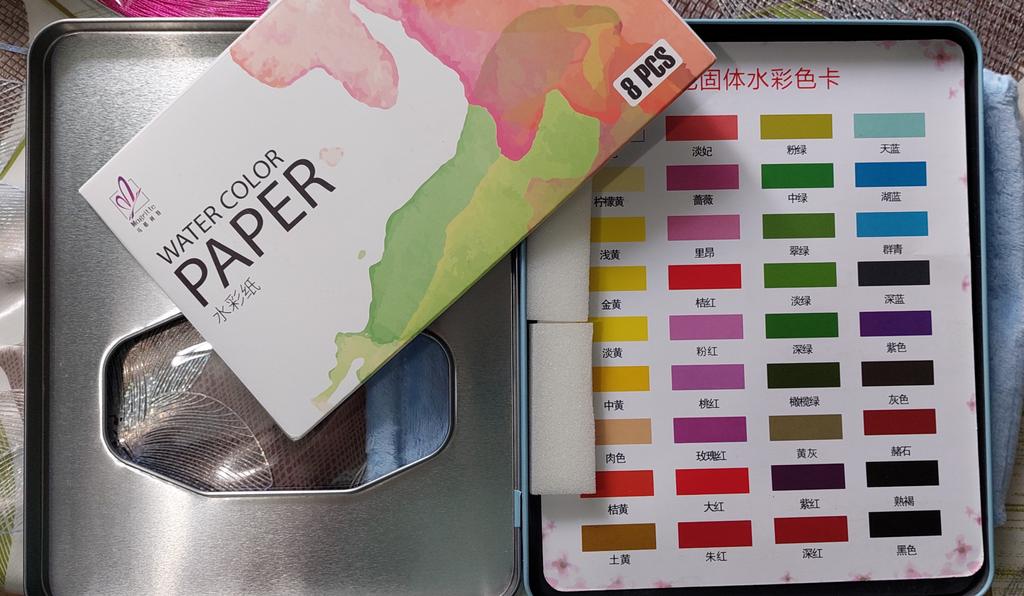 8 PCS
WATER COLOR
PAPER
水彩纸
Magritte
固体水彩色卡
淡妃 粉绿 天蓝
柠檬黄 蔷薇 中绿 湖蓝
浅黄 里昂 翠绿 群青
金黄 桔红 淡绿 深蓝
淡黄 粉红 深绿 紫色
中黄 桃红 橄榄绿 灰色
肉色 玫瑰红 黄灰 赭石
桔黄 大红 紫红 熟褐
土黄 朱红 深红 黑色